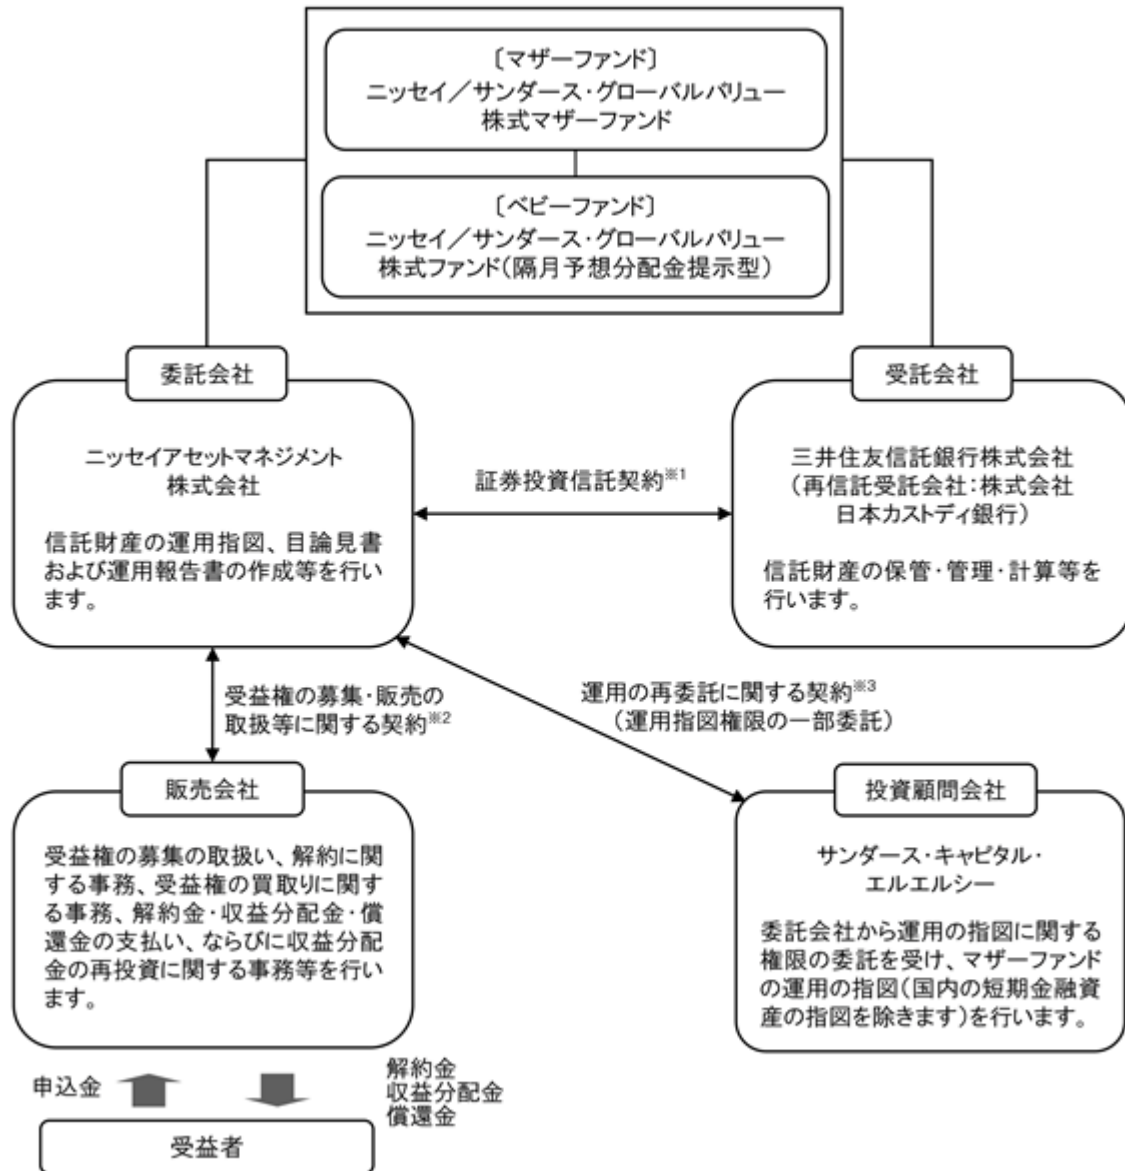 〔マザーファンド〕
ニッセイ／サンダース・グローバルバリュー
株式マザーファンド
〔ベビーファンド〕
ニッセイ／サンダース・グローバルバリュー
株式ファンド（隔月予想分配金提示型）
委託会社
ニッセイアセットマネジメント
株式会社
信託財産の運用指図、目論見書
および運用報告書の作成等を行い
ます。
証券投資信託契約※1
受託会社
三井住友信託銀行株式会社
（再信託受託会社：株式会社
日本カストディ銀行）
信託財産の保管・管理・計算等を
行います。
受益権の募集・販売の
取扱等に関する契約※2
運用の再委託に関する契約※3
（運用指図権限の一部委託）
販売会社
受益権の募集の取扱い、解約に関
する事務、受益権の買取りに関す
る事務、解約金・収益分配金・償
還金の支払い、ならびに収益分配
金の再投資に関する事務等を行い
ます。
投資顧問会社
サンダース・キャピタル・
エルエルシー
委託会社から運用の指図に関する
権限の委託を受け、マザーファンド
の運用の指図（国内の短期金融資
産の指図を除きます）を行います。
申込金
解約金
収益分配金
償還金
受益者